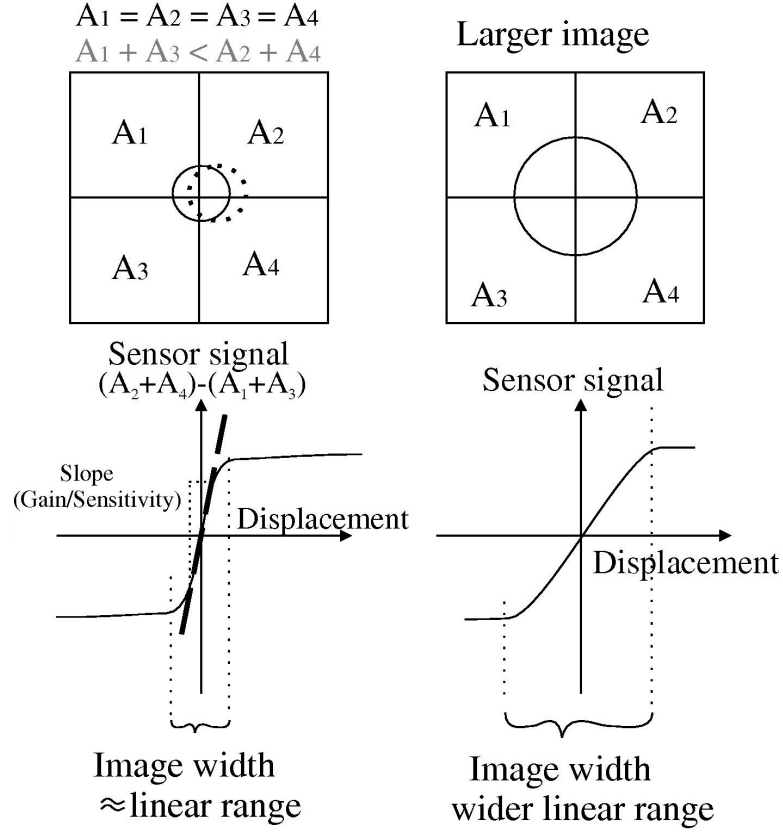 A1 = A2 = A3 = A4
A1 + A3 < A2 + A4
A1
A2
A3
A4
Sensor signal
(A2+A4)-(A1+A3)
Slope
(Gain/Sensitivity)
Displacement
Image width
≈linear range
Larger image
A1
A2
A3
A4
Sensor signal
Displacement
Image width
wider linear range